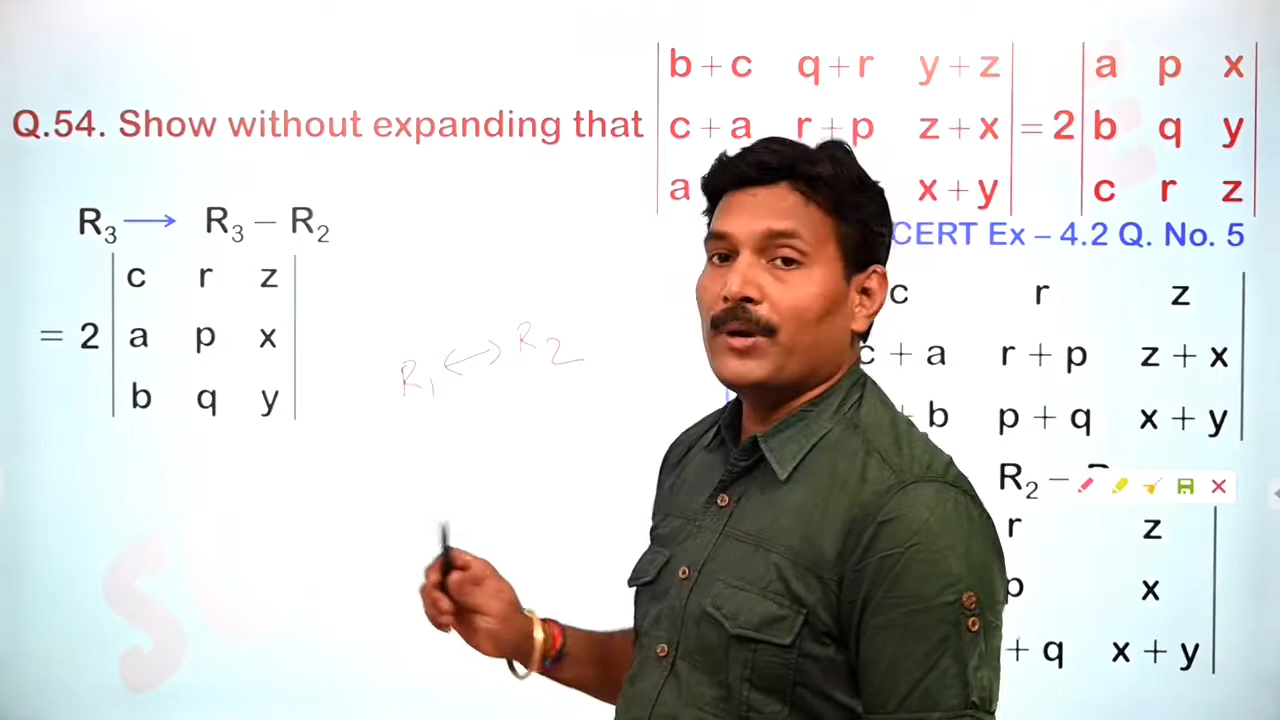 Q.54. Show without expanding that
b + c q + r y + z
c + a r + p z + x
a x + y
= 2
a p x
b q y
c r z
CERT Ex – 4.2 Q. No. 5
R₃ → R₃ – R₂
= 2
c r z
a p x
b q y
R₁ ↔ R₂
c r z
c + a r + p z + x
+ b p + q x + y
R₂ –
r z
p x
+ q x + y